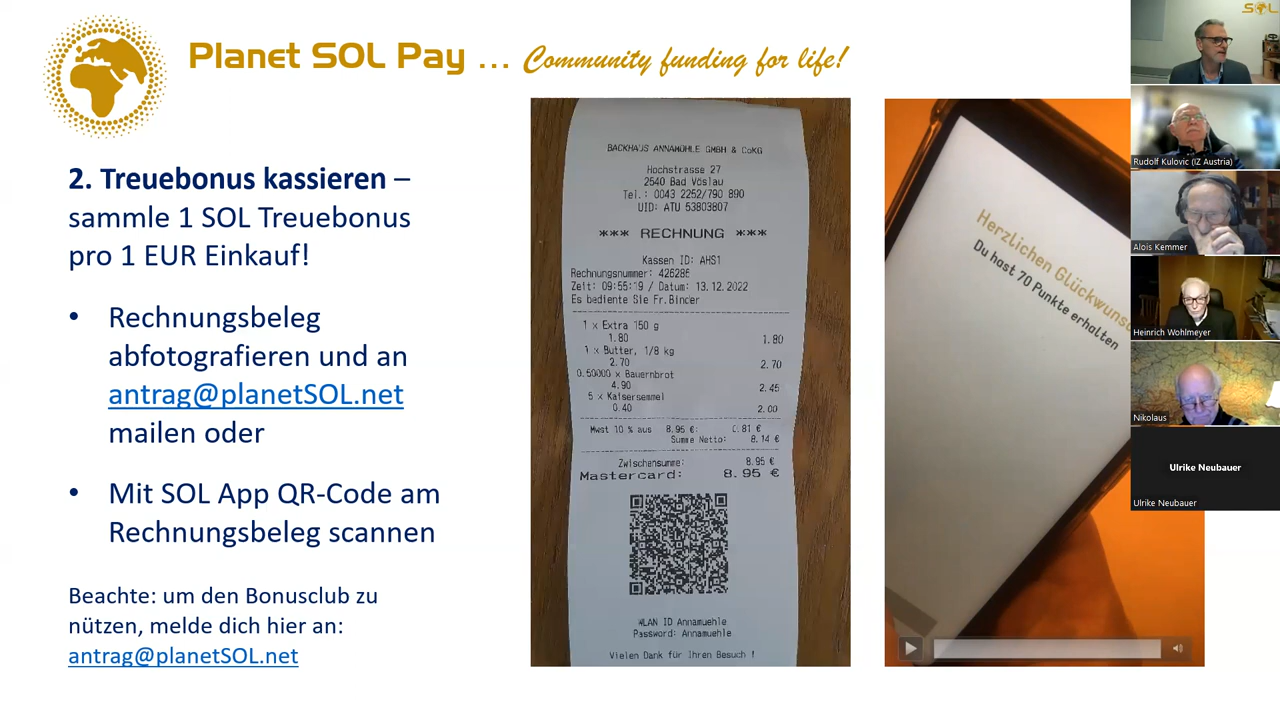 Planet SOL Pay ... Community funding for life!
2. Treuebonus kassieren –
sammle 1 SOL Treuebonus
pro 1 EUR Einkauf!
• Rechnungsbeleg
abfotografieren und an
antrag@planetSOL.net
mailen oder
• Mit SOL App QR-Code am
Rechnungsbeleg scannen
Beachte: um den Bonusclub zu
nützen, melde dich hier an:
antrag@planetSOL.net
BACKHAUS ANNAMÜHLE GMBH & CoKG
Hochstrasse 27
2540 Bad Vöslau
Tel.: 0043 2252/790 890
UID: ATU 53803807
*** RECHNUNG ***
Kassen ID: AHS1
Rechnungsnummer: 426286
Zeit: 09:55:19 / Datum: 13.12.2022
Es bediente Sie Fr.Binder
1 x Extra 150 g
1.80 1.80
1 x Butter, 1/8 kg
2.70 2.70
0.50000 x Bauernbrot
4.90 2.45
5 x Kaisersemmel
0.40 2.00
Mwst 10 % aus 8.95 €: 0.81 €
Summe Netto: 8.14 €
Zwischensumme: 8.95 €
Mastercard: 8.95 €
WLAN ID Annamuehle
Password: Annamuehle
Vielen Dank für Ihren Besuch !
Herzlichen Glückwunsc
Du hast 70 Punkte erhalten
SOL
Rudolf Kulovic (IZ Austria)
Alois Kemmer
Heinrich Wohlmeyer
Nikolaus
Ulrike Neubauer
Ulrike Neubauer